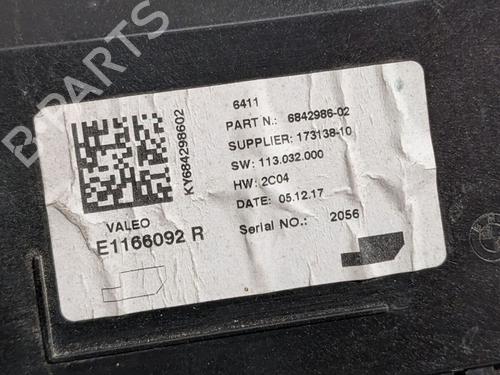 B-PARTS
6411
PART N.: 6842986-02
SUPPLIER: 173138-10
SW: 113.032.000
HW: 2C04
DATE: 05.12.17
Serial NO.: 2056
KY684298602
VALEO
E1166092 R